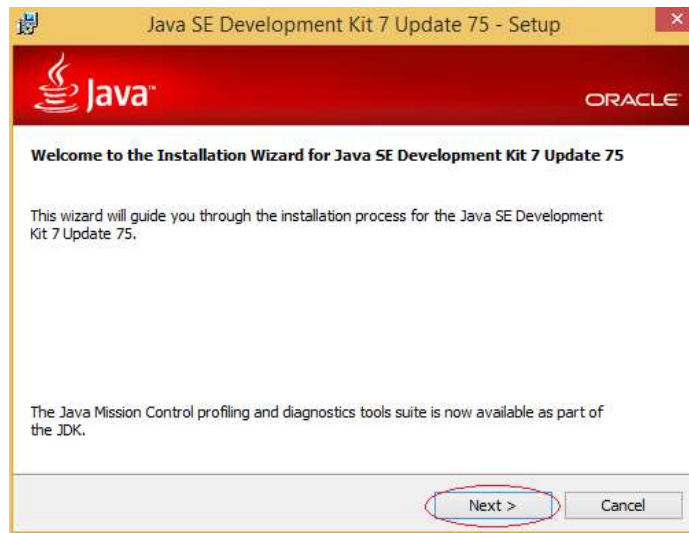 Java SE Development Kit 7 Update 75 - Setup
Java™
ORACLE®
Welcome to the Installation Wizard for Java SE Development Kit 7 Update 75
This wizard will guide you through the installation process for the Java SE Development
Kit 7 Update 75.
The Java Mission Control profiling and diagnostics tools suite is now available as part of
the JDK.
Next >
Cancel